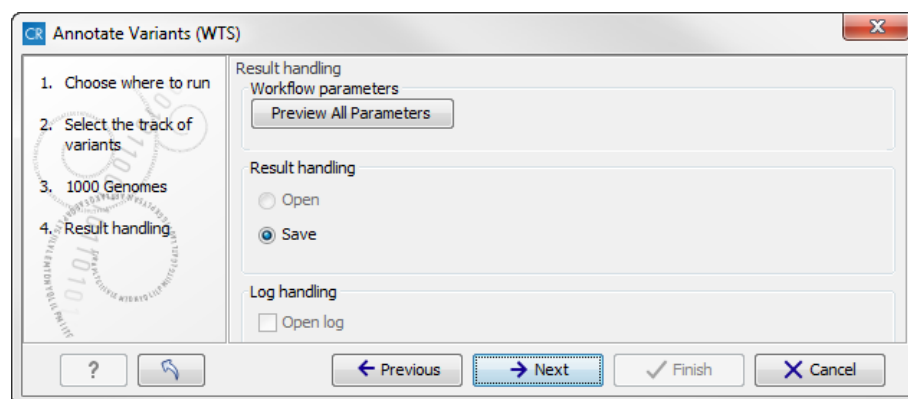 CR Annotate Variants (WTS)
X
1. Choose where to run
2. Select the track of
variants
3. 1000 Genomes
4. Result handling
Result handling
Workflow parameters
Preview All Parameters
Result handling
Open
Save
Log handling
Open log
? Previous Next Finish Cancel